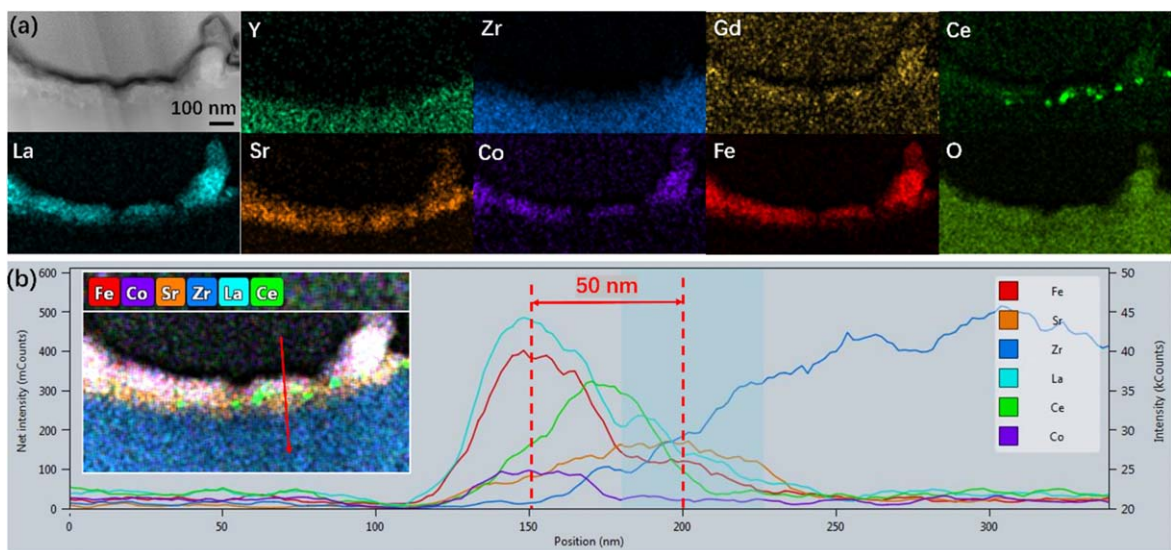 (a)
Y
Zr
Gd
Ce
100 nm
La
Sr
Co
Fe
O
(b)
600
500
400
300
200
100
0
Net intensity (mCounts)
Fe Co Sr Zr La Ce
50 nm
Fe
Sr
Zr
La
Ce
Co
50
45
40
35
30
25
20
Intensity (kCounts)
0 50 100 150 200 250 300
Position (nm)